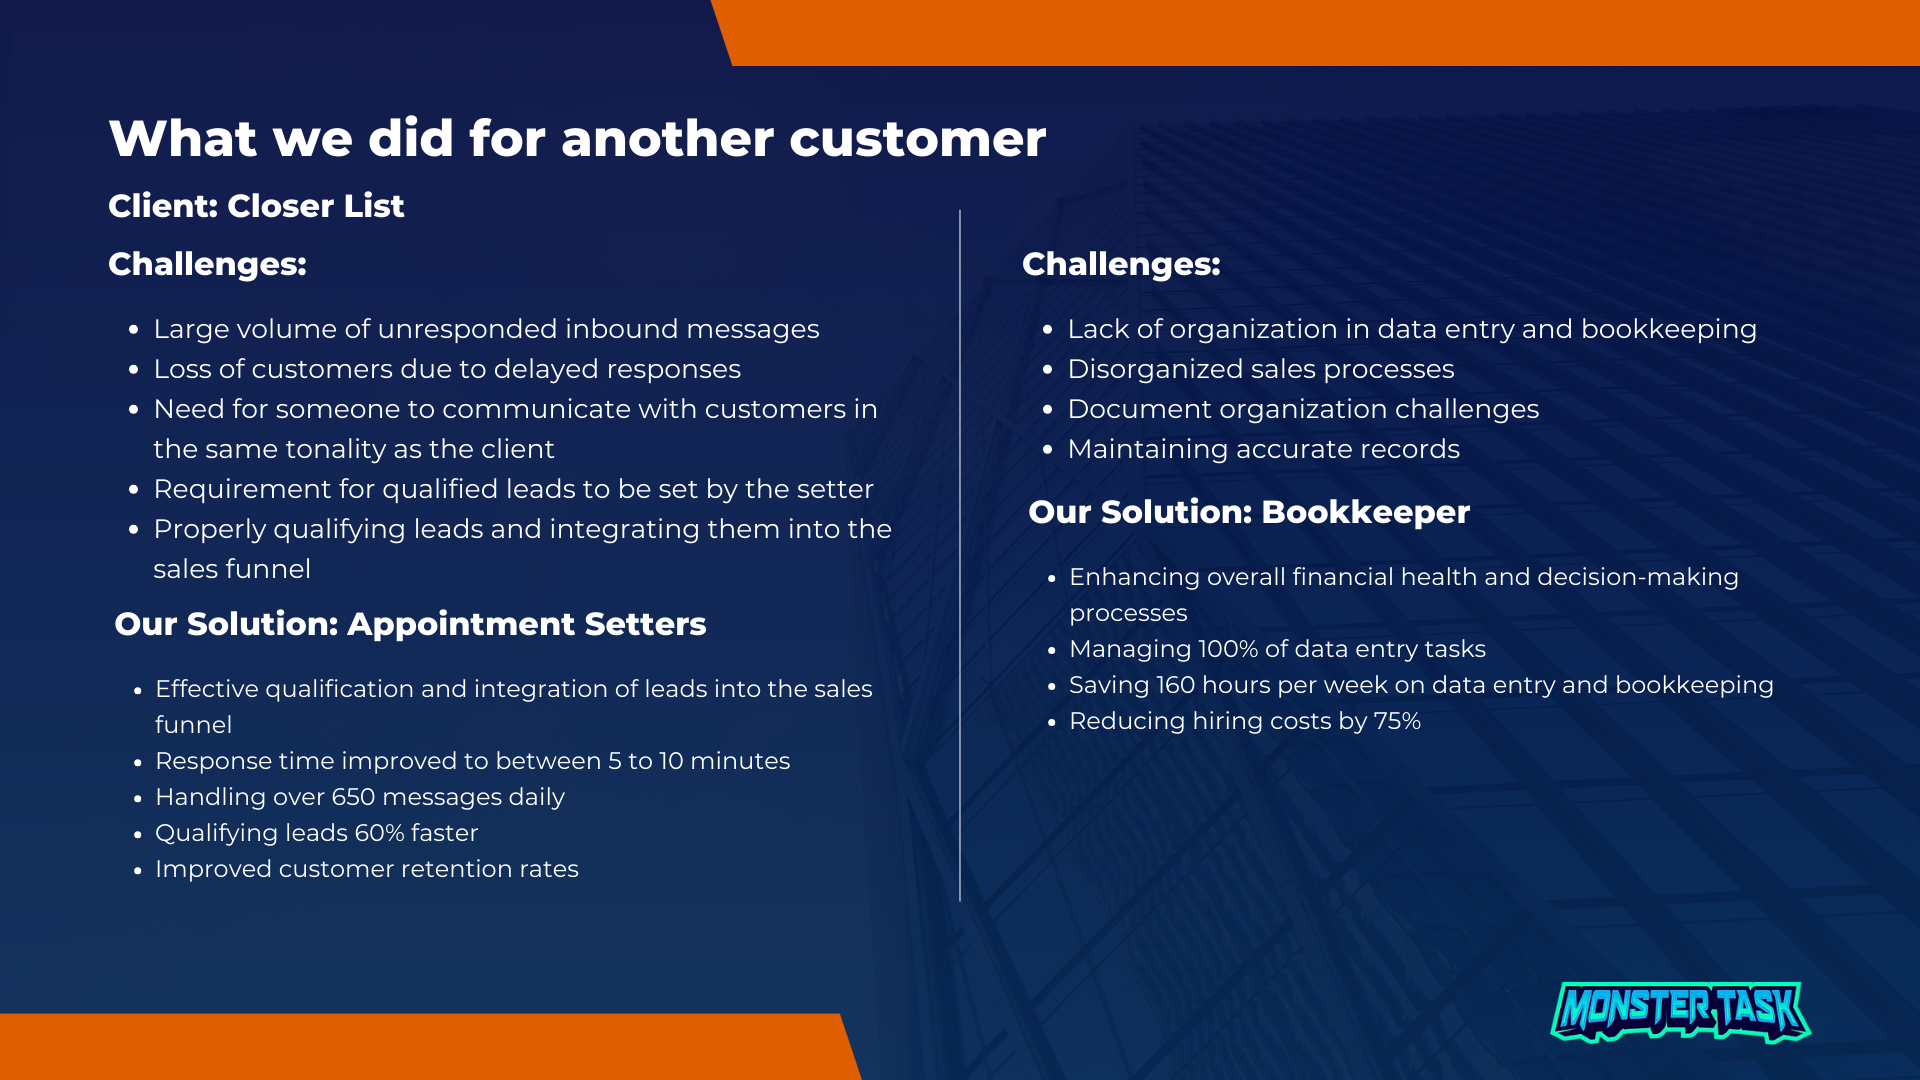 What we did for another customer
Client: Closer List
Challenges:
• Large volume of unresponded inbound messages
• Loss of customers due to delayed responses
• Need for someone to communicate with customers in
the same tonality as the client
• Requirement for qualified leads to be set by the setter
• Properly qualifying leads and integrating them into the
sales funnel
Our Solution: Appointment Setters
• Effective qualification and integration of leads into the sales
funnel
• Response time improved to between 5 to 10 minutes
• Handling over 650 messages daily
• Qualifying leads 60% faster
• Improved customer retention rates
Challenges:
• Lack of organization in data entry and bookkeeping
• Disorganized sales processes
• Document organization challenges
• Maintaining accurate records
Our Solution: Bookkeeper
• Enhancing overall financial health and decision-making
processes
• Managing 100% of data entry tasks
• Saving 160 hours per week on data entry and bookkeeping
• Reducing hiring costs by 75%
MONSTER TASK